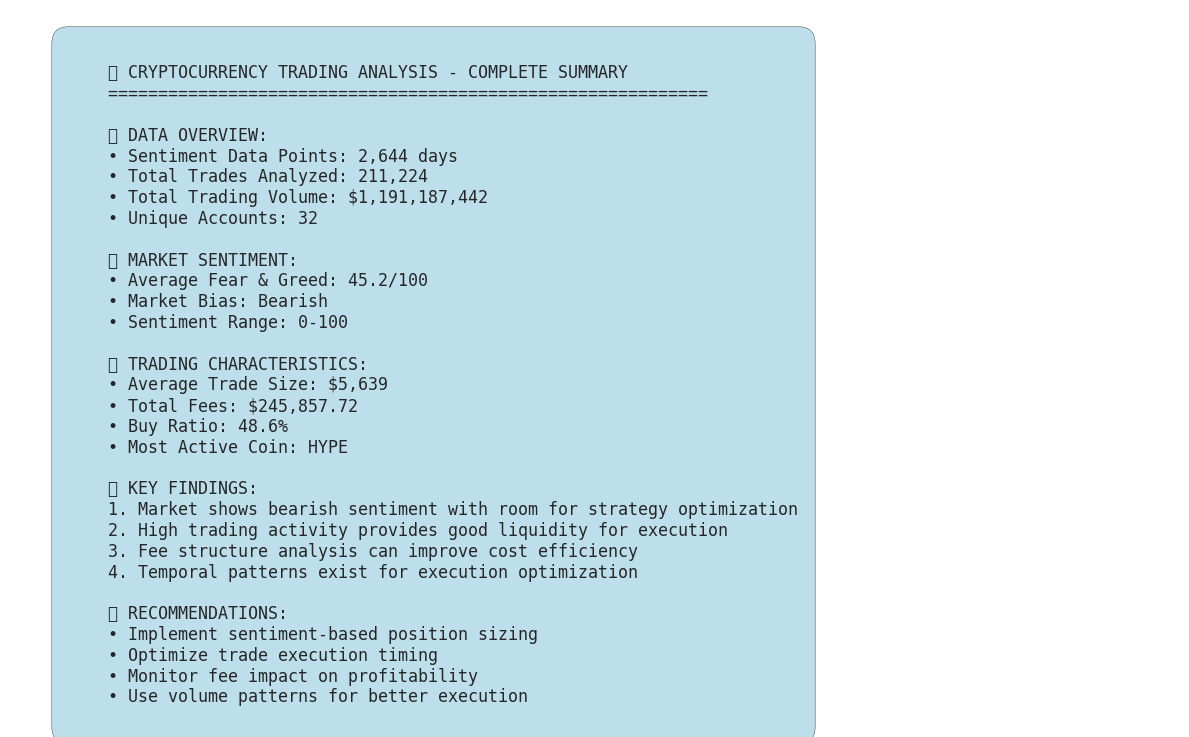 CRYPTOCURRENCY TRADING ANALYSIS - COMPLETE SUMMARY
============================================================
DATA OVERVIEW:
• Sentiment Data Points: 2,644 days
• Total Trades Analyzed: 211,224
• Total Trading Volume: $1,191,187,442
• Unique Accounts: 32
MARKET SENTIMENT:
• Average Fear & Greed: 45.2/100
• Market Bias: Bearish
• Sentiment Range: 0-100
TRADING CHARACTERISTICS:
• Average Trade Size: $5,639
• Total Fees: $245,857.72
• Buy Ratio: 48.6%
• Most Active Coin: HYPE
KEY FINDINGS:
1. Market shows bearish sentiment with room for strategy optimization
2. High trading activity provides good liquidity for execution
3. Fee structure analysis can improve cost efficiency
4. Temporal patterns exist for execution optimization
RECOMMENDATIONS:
• Implement sentiment-based position sizing
• Optimize trade execution timing
• Monitor fee impact on profitability
• Use volume patterns for better execution